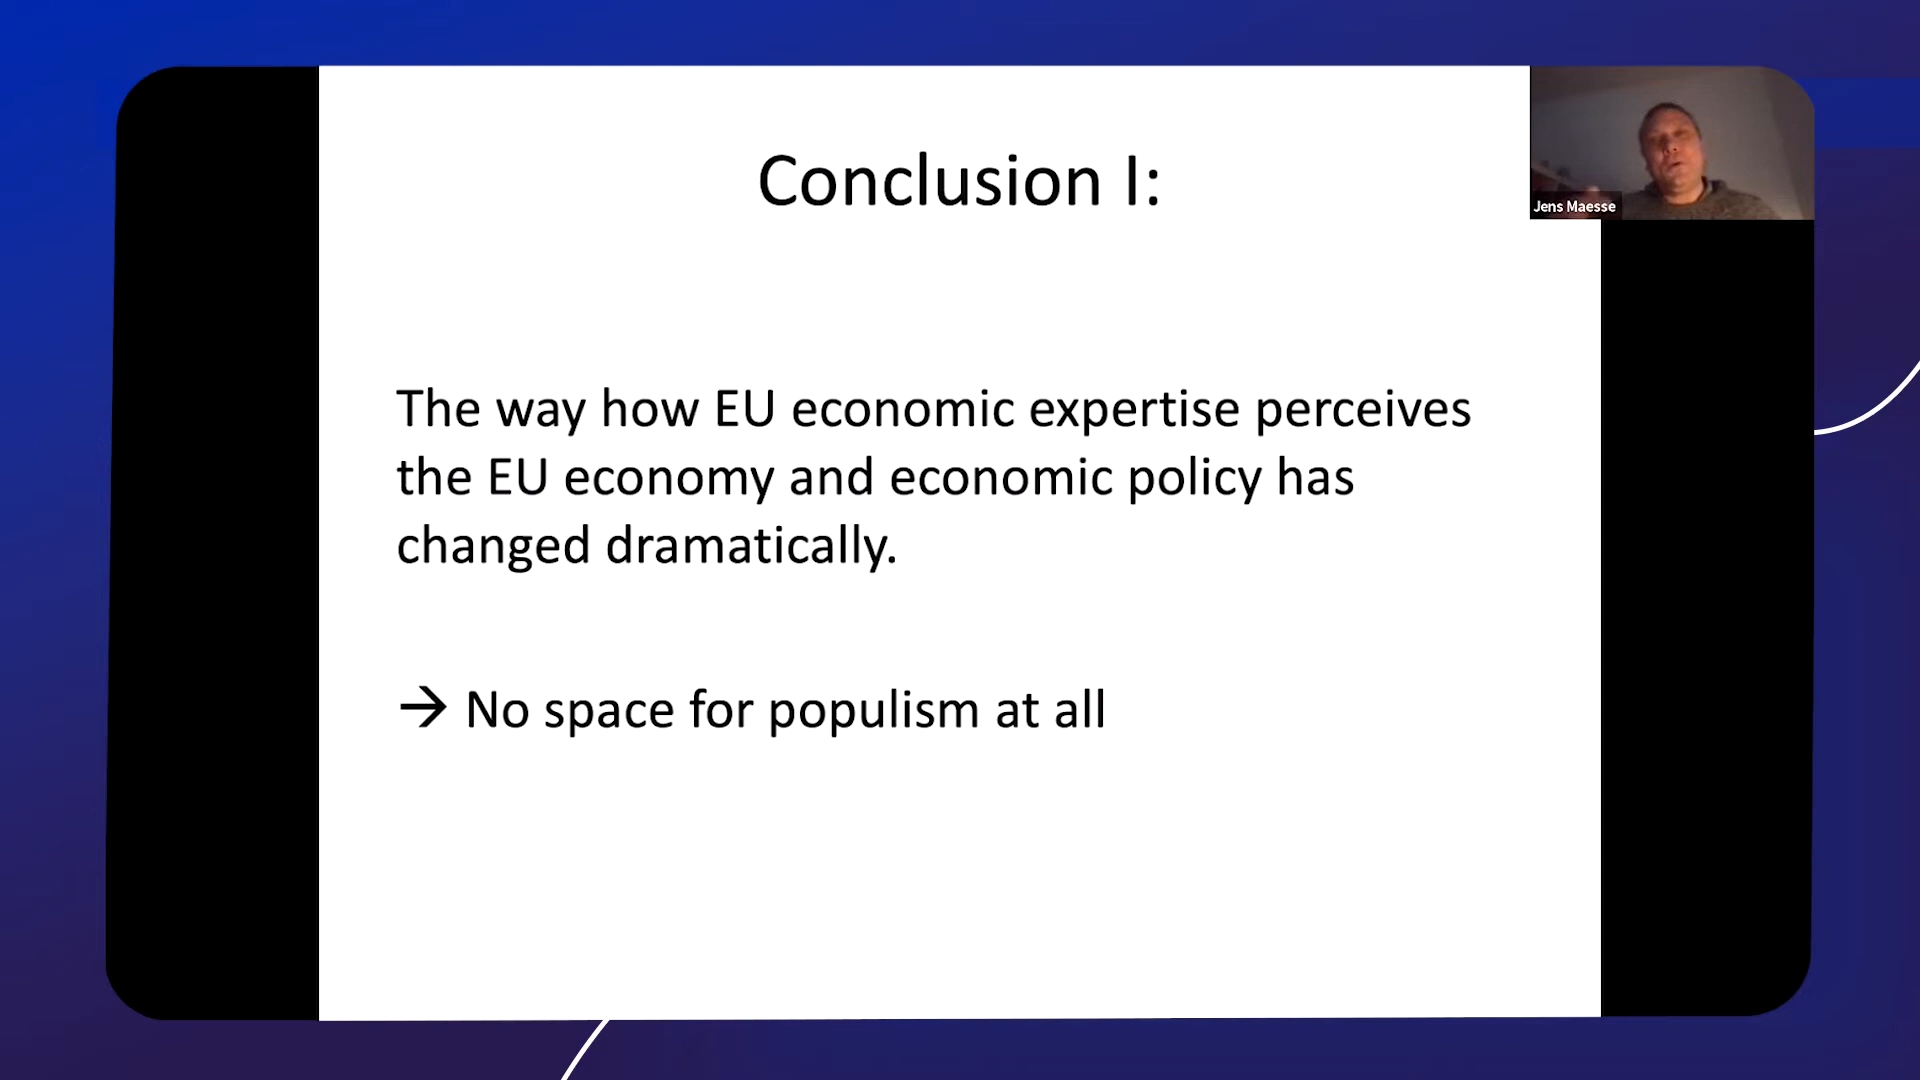 Conclusion I:
Jens Maesse
The way how EU economic expertise perceives
the EU economy and economic policy has
changed dramatically.
→ No space for populism at all